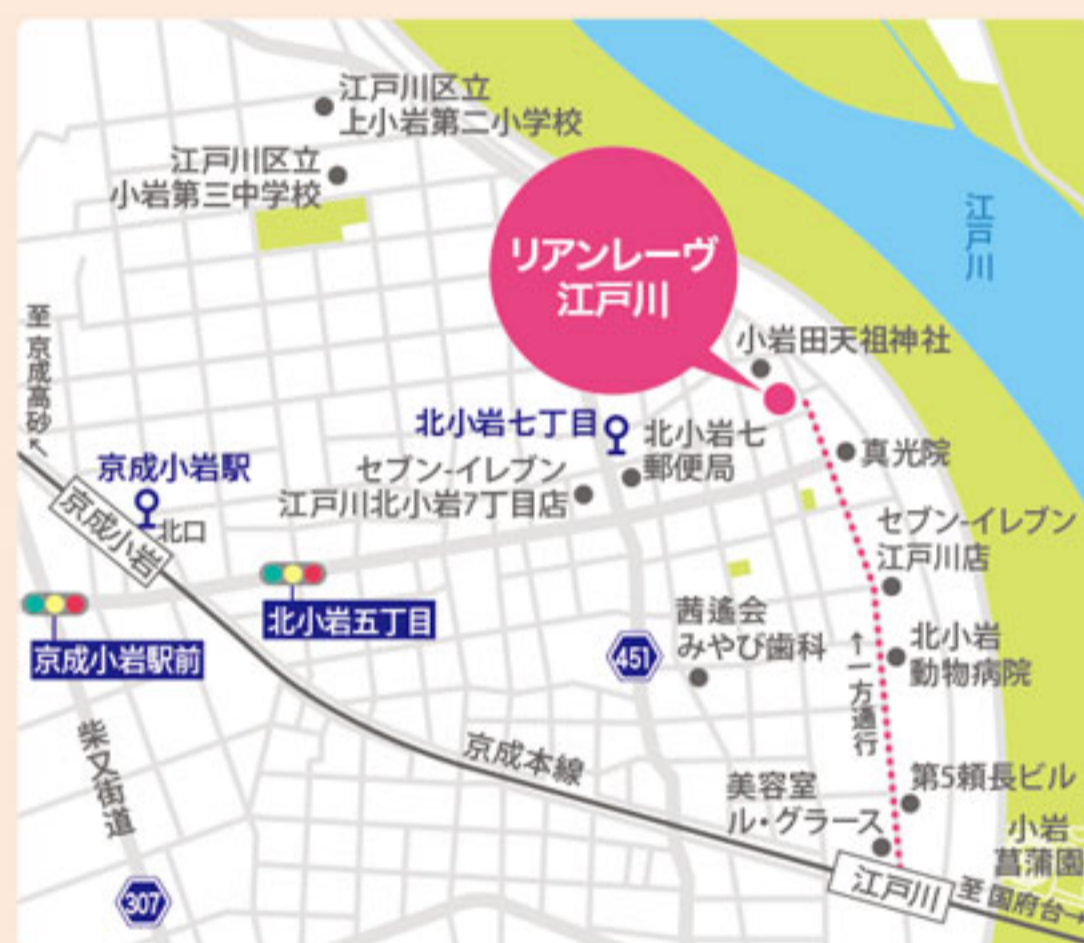 江戸川区立
上小岩第二小学校
江戸川区立
小岩第三中学校
リアンレーヴ
江戸川
江戸川
小岩田天祖神社
至 京成高砂
北小岩七丁目
北小岩七
郵便局
真光院
京成小岩駅
セブン-イレブン
江戸川北小岩7丁目店
北口
京成小岩
セブン-イレブン
江戸川店
北小岩五丁目
京成小岩駅前
茜遙会
みやび歯科
451
↑一方通行
北小岩
動物病院
柴又街道
京成本線
美容室
ル・グラース
第5頼長ビル
小岩
菖蒲園
307
江戸川
至 国府台→